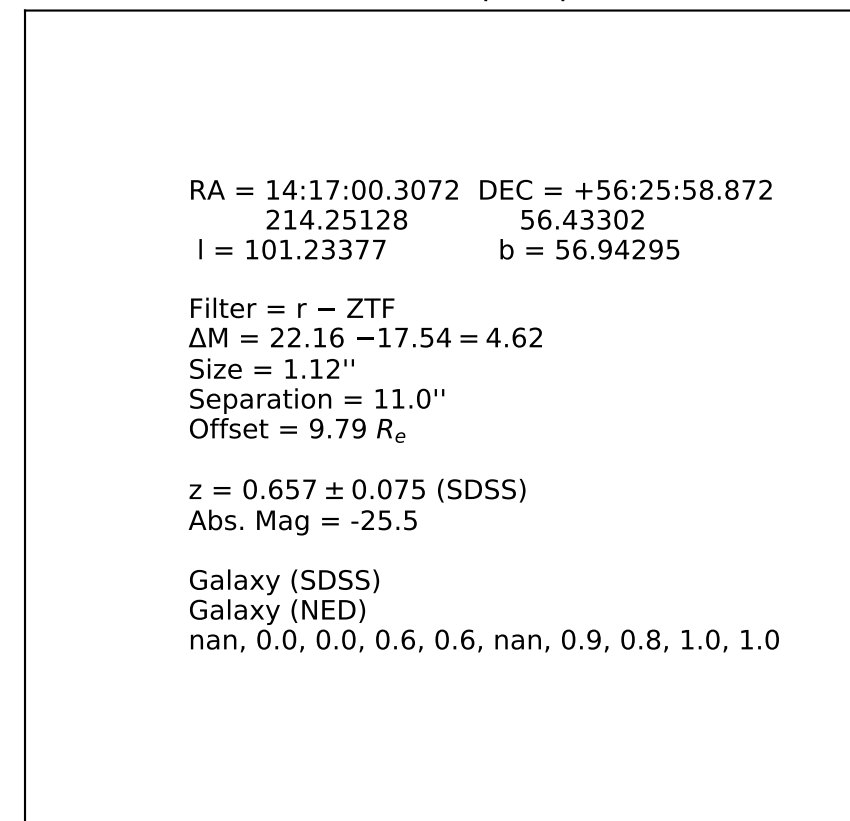 RA = 14:17:00.3072  DEC = +56:25:58.872
214.25128 56.43302
l = 101.23377 b = 56.94295
Filter = r − ZTF
ΔM = 22.16 −17.54 = 4.62
Size = 1.12''
Separation = 11.0''
Offset = 9.79 Re
z = 0.657 ± 0.075 (SDSS)
Abs. Mag = -25.5
Galaxy (SDSS)
Galaxy (NED)
nan, 0.0, 0.0, 0.6, 0.6, nan, 0.9, 0.8, 1.0, 1.0